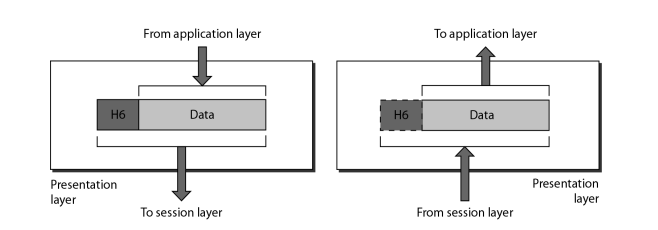 From application layer
To application layer
H6 Data
H6 Data
Presentation
layer
Presentation
layer
To session layer
From session layer